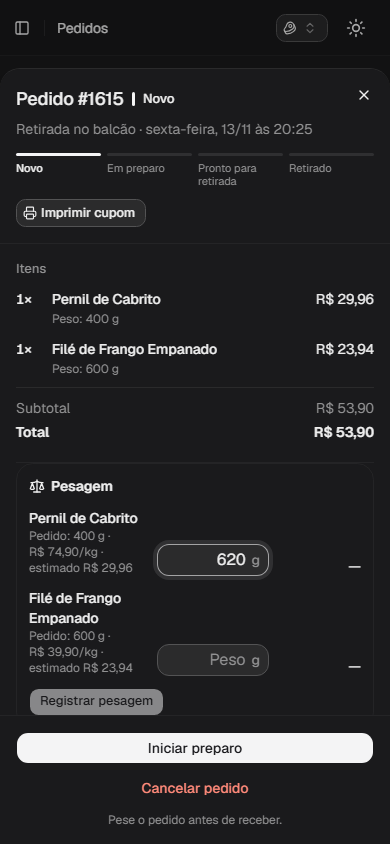 Pedidos
Pedido #1615 | Novo
Retirada no balcão · sexta-feira, 13/11 às 20:25
Novo
Em preparo
Pronto para
retirada
Retirado
Imprimir cupom
Itens
1× Pernil de Cabrito R$ 29,96
Peso: 400 g
1× Filé de Frango Empanado R$ 23,94
Peso: 600 g
Subtotal R$ 53,90
Total R$ 53,90
Pesagem
Pernil de Cabrito
Pedido: 400 g ·
R$ 74,90/kg ·
estimado R$ 29,96
620 g
—
Filé de Frango
Empanado
Pedido: 600 g ·
R$ 39,90/kg ·
estimado R$ 23,94
Peso g
—
Registrar pesagem
Iniciar preparo
Cancelar pedido
Pese o pedido antes de receber.